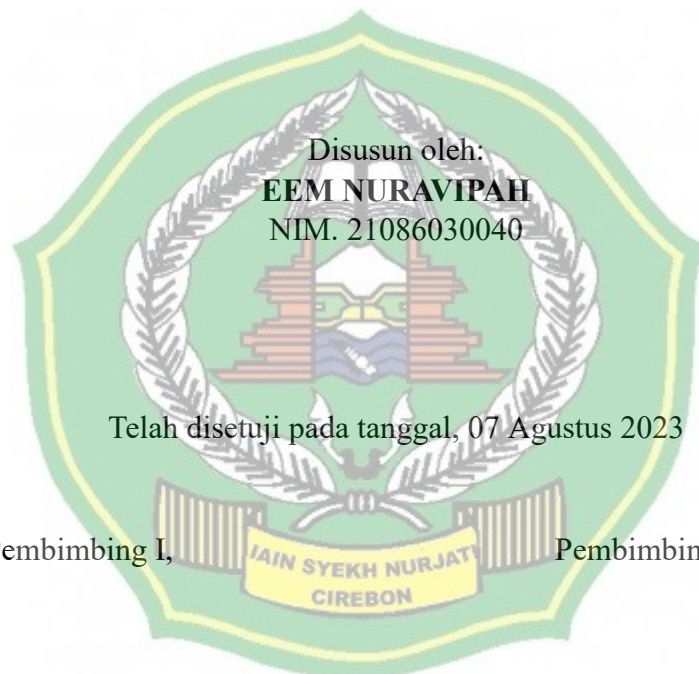 Disusun oleh:
EEM NURAVIPAH
NIM. 21086030040
Telah disetuji pada tanggal, 07 Agustus 2023
embimbing I, Pembimbin
IAIN SYEKH NURJATI
CIREBON